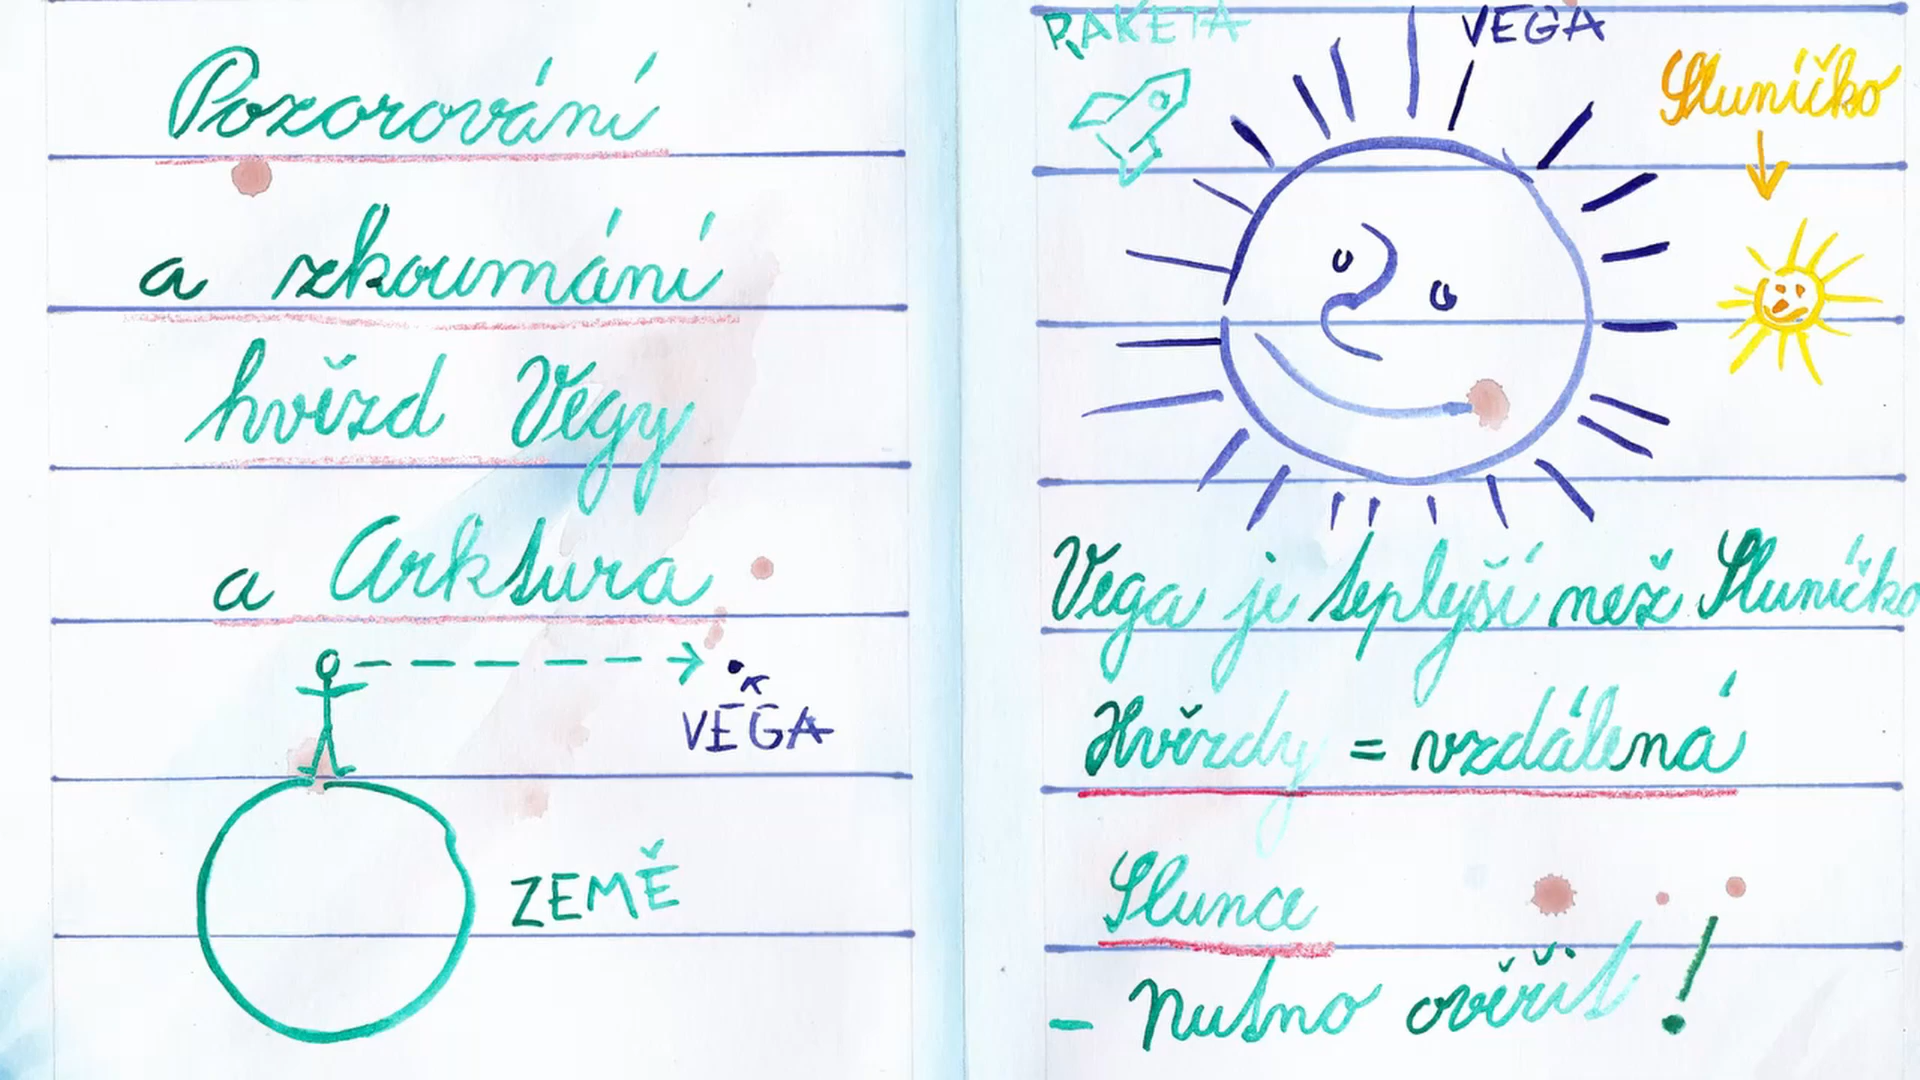 Pozorování
a zkoumání
hvězd Vegy
a Arktura
VEGA
ZEMĚ
RAKETA
VEGA
Sluníčko
Vega je teplejší než Sluníčko
Hvězdy = vzdálená
Slunce
- Nutno ověřit!